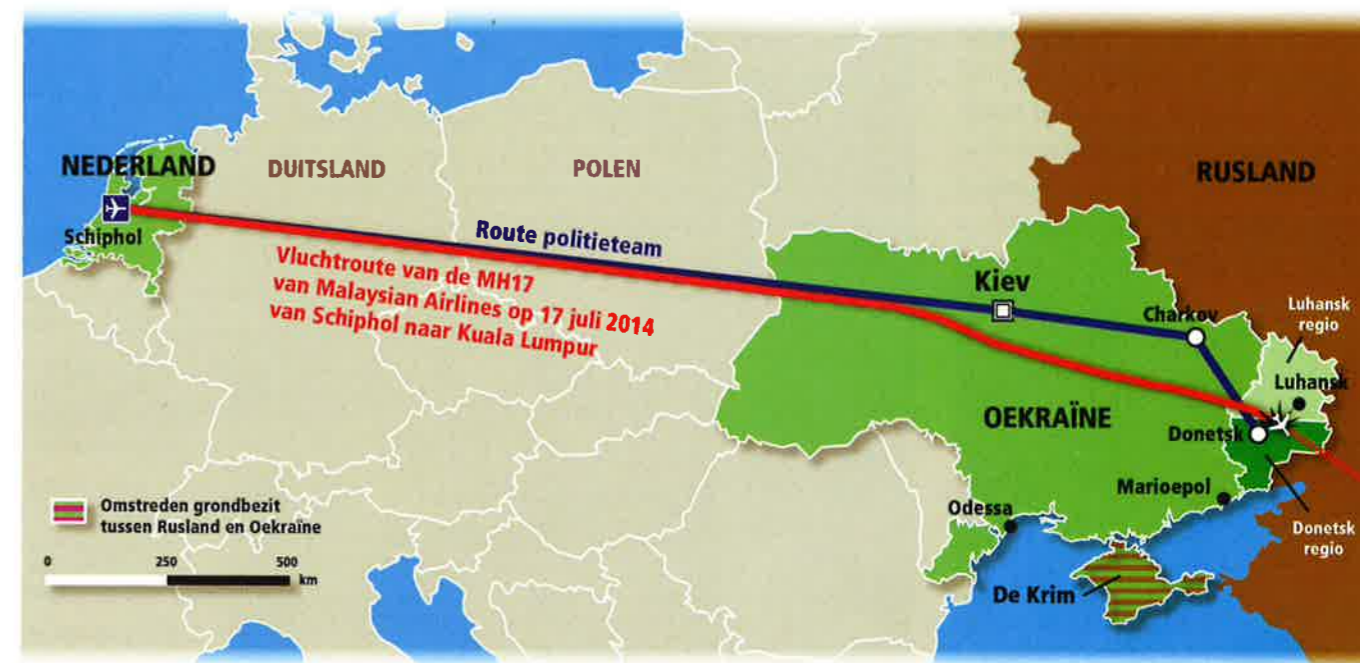 NEDERLAND
DUITSLAND
POLEN
RUSLAND
Schiphol
Route politieteam
Vluchtroute van de MH17
van Malaysian Airlines op 17 juli 2014
van Schiphol naar Kuala Lumpur
Kiev
Charkov
Luhansk
regio
Luhansk
OEKRAÏNE
Donetsk
Marioepol
Odessa
Donetsk
regio
De Krim
Omstreden grondbezit
tussen Rusland en Oekraïne
0 250 500
km